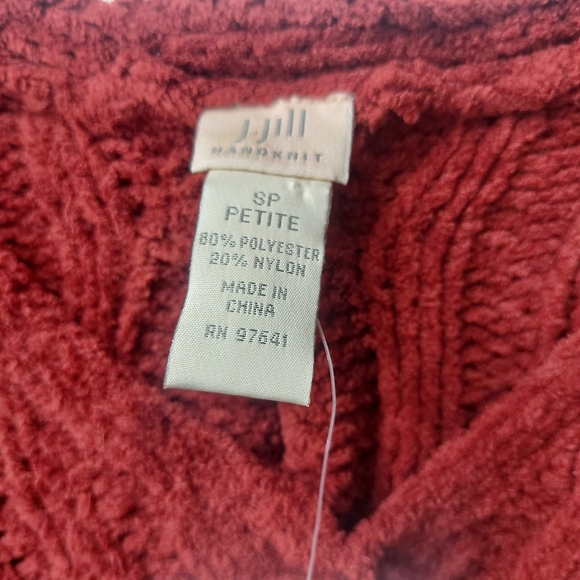 J.Jill
HANDKNIT
SP
PETITE
80% POLYESTER
20% NYLON
MADE IN
CHINA
RN 97641